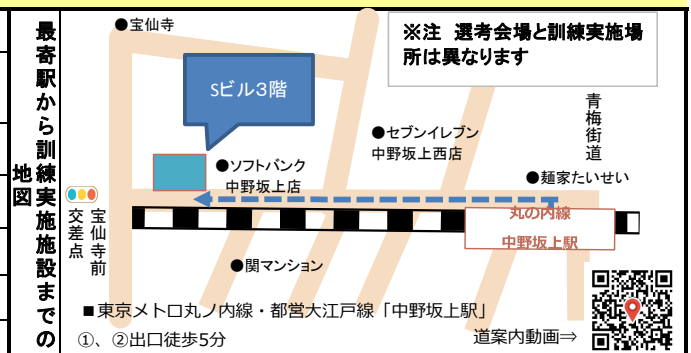 最寄駅から訓練実施施設までの
地図
●宝仙寺
※注 選考会場と訓練実施場
所は異なります
Sビル3階
青梅街道
●セブンイレブン
中野坂上西店
●ソフトバンク
中野坂上店
●麺家たいせい
宝仙寺前
交差点
丸の内線
中野坂上駅
●関マンション
■東京メトロ丸ノ内線・都営大江戸線「中野坂上駅」
①、②出口徒歩5分
道案内動画⇒